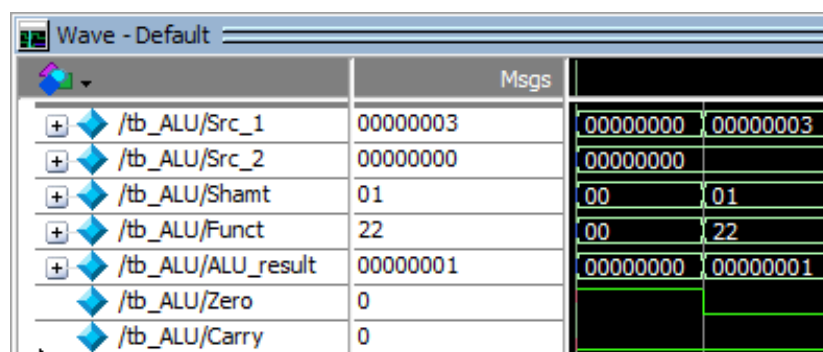 Wave - Default
Msgs
/tb_ALU/Src_1 00000003 00000000 00000003
/tb_ALU/Src_2 00000000 00000000
/tb_ALU/Shamt 01 00 01
/tb_ALU/Funct 22 00 22
/tb_ALU/ALU_result 00000001 00000000 00000001
/tb_ALU/Zero 0
/tb_ALU/Carry 0